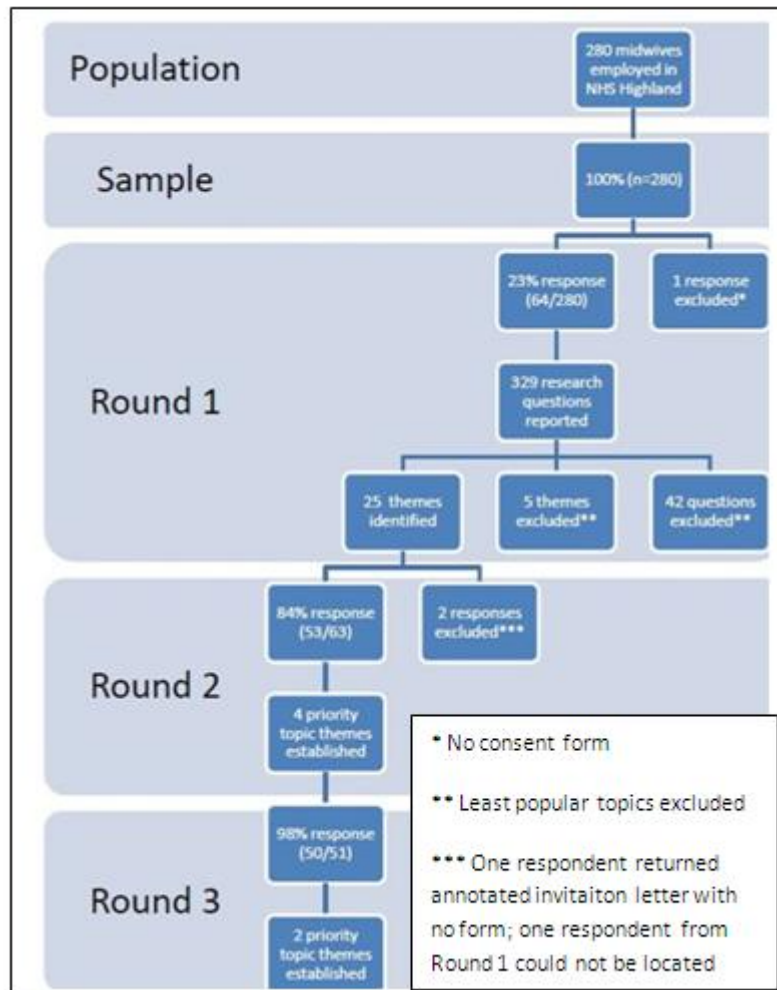 Population
280 midwives
employed in
NHS Highland
Sample
100% (n=280)
Round 1
23% response
(64/280)
1 response
excluded*
329 research
questions
reported
25 themes
identified
5 themes
excluded**
42 questions
excluded**
Round 2
84% response
(53/63)
2 responses
excluded***
4 priority
topic themes
established
Round 3
98% response
(50/51)
2 priority
topic themes
established
* No consent form
** Least popular topics excluded
*** One respondent returned
annotated invitaiton letter with
no form; one respondent from
Round 1 could not be located